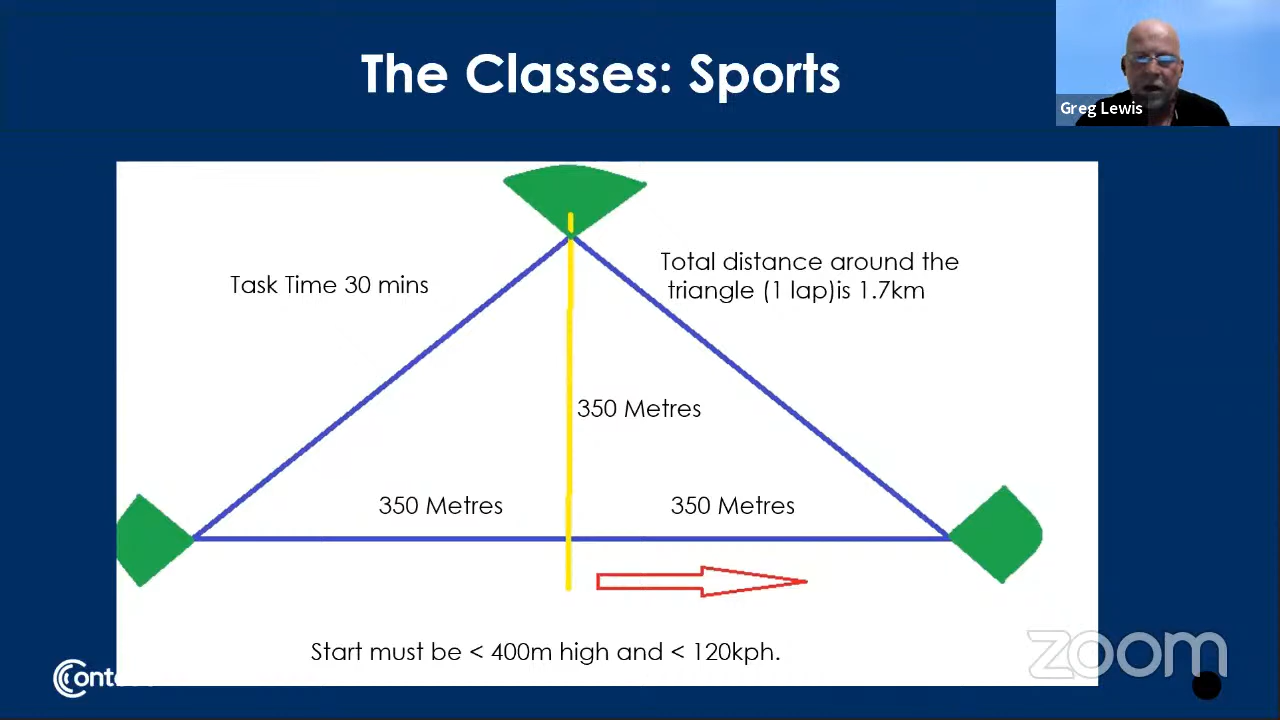 The Classes: Sports
Greg Lewis
Task Time 30 mins
Total distance around the
triangle (1 lap)is 1.7km
350 Metres
350 Metres
350 Metres
Start must be < 400m high and < 120kph.
zoom